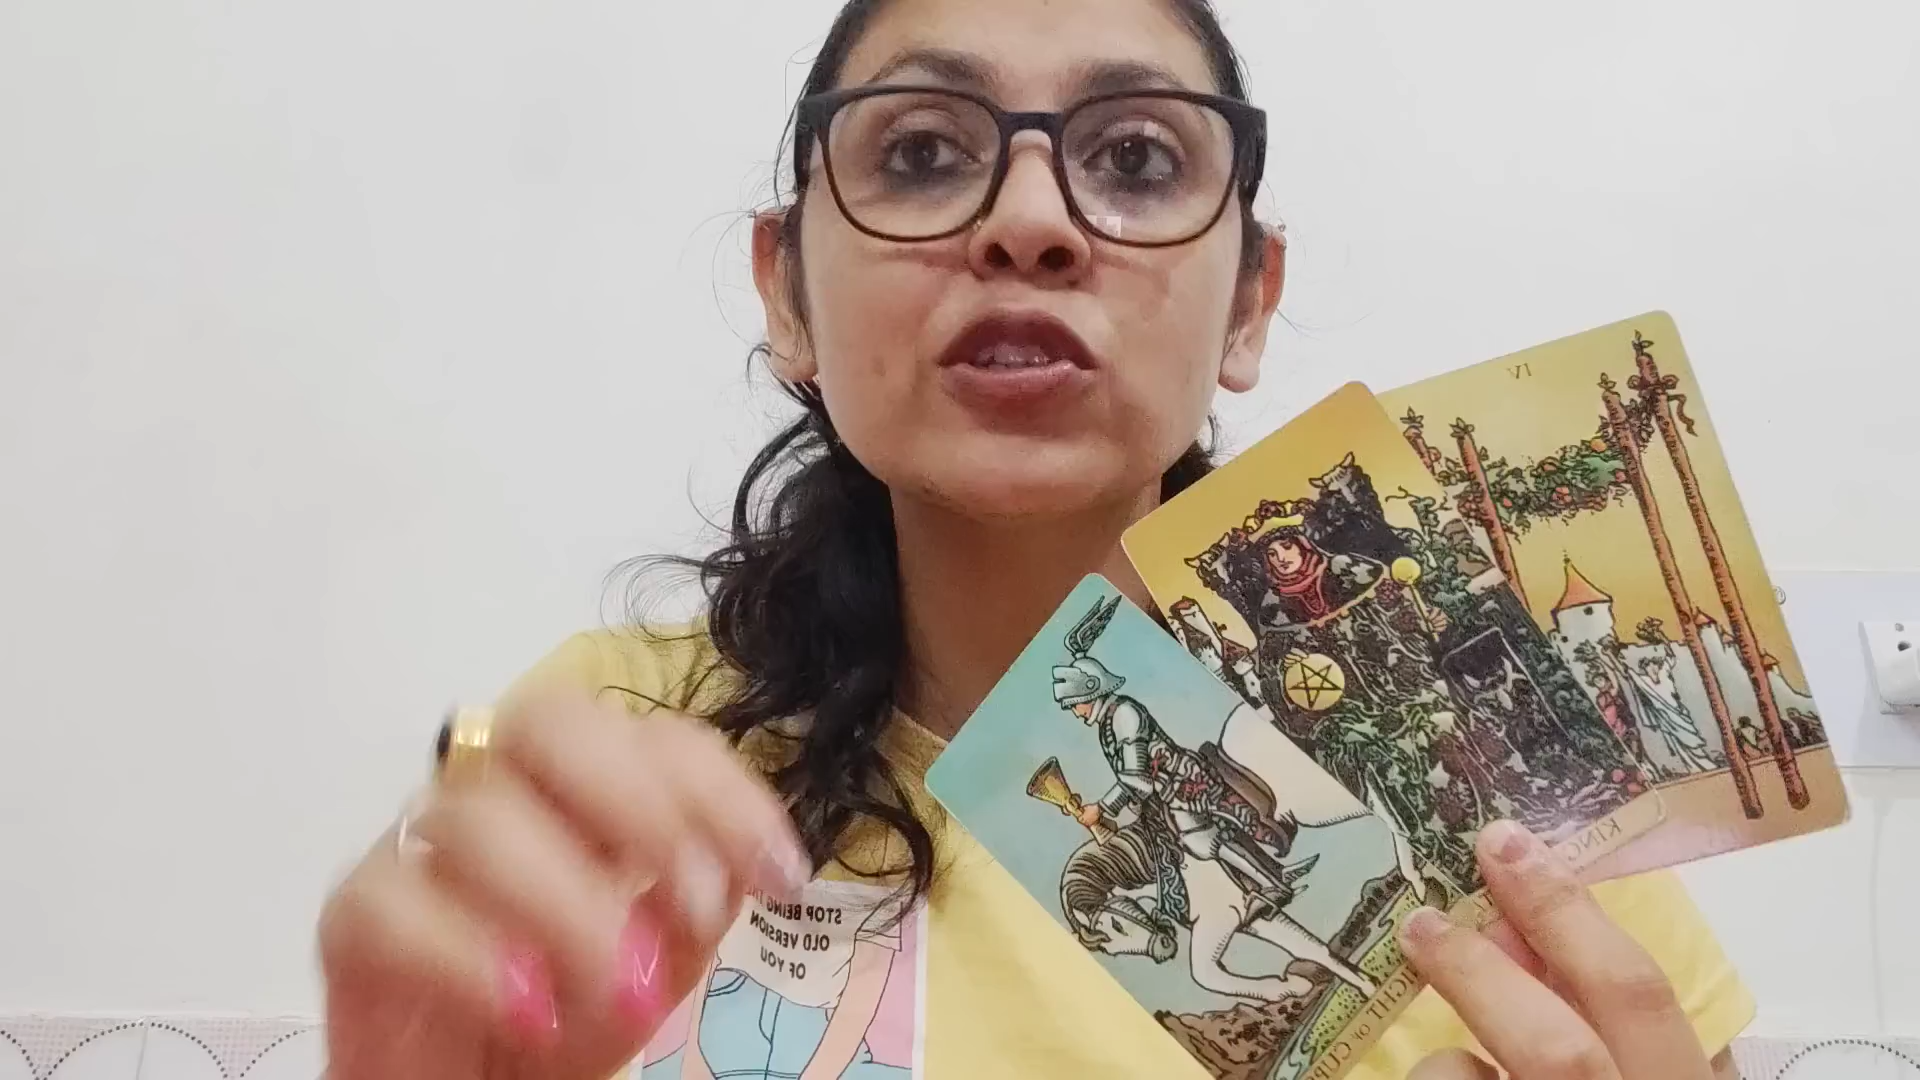 IV
KING
KNIGHT OF CUPS
STOP BEING THE
OLD VERSION
OF YOU